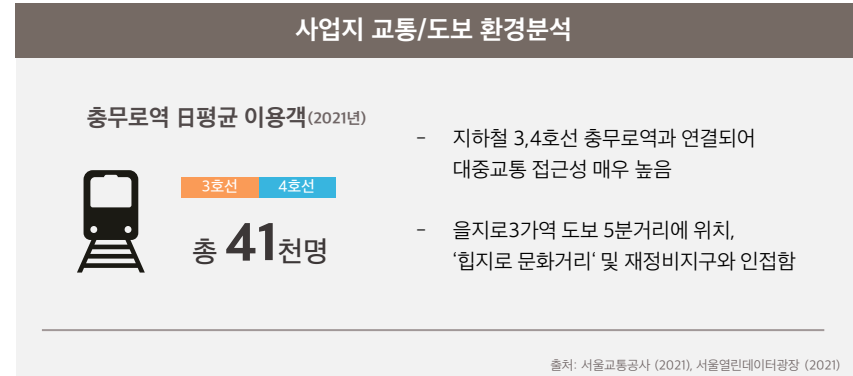 사업지 교통/도보 환경분석
충무로역 日평균 이용객(2021년)
3호선 4호선
총 41천명
- 지하철 3,4호선 충무로역과 연결되어
대중교통 접근성 매우 높음
- 을지로3가역 도보 5분거리에 위치,
‘힙지로 문화거리‘ 및 재정비지구와 인접함
출처: 서울교통공사 (2021), 서울열린데이터광장 (2021)